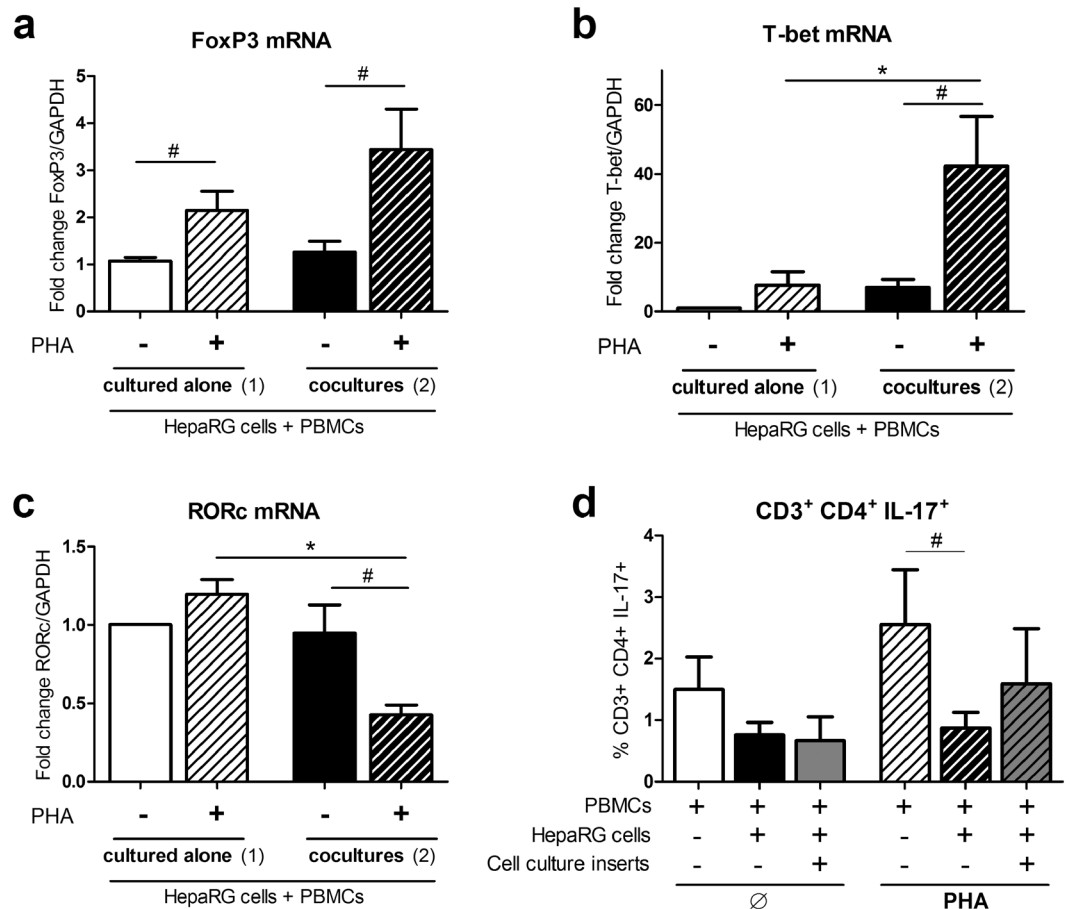 a
FoxP3 mRNA
Fold change FoxP3/GAPDH
5
4
3
2
1
0
#
#
PHA - + - +
cultured alone (1) cocultures (2)
HepaRG cells + PBMCs
b
T-bet mRNA
Fold change T-bet/GAPDH
60
40
20
0
*
#
PHA - + - +
cultured alone (1) cocultures (2)
HepaRG cells + PBMCs
c
RORc mRNA
Fold change RORc/GAPDH
1.5
1.0
0.5
0.0
*
#
PHA - + - +
cultured alone (1) cocultures (2)
HepaRG cells + PBMCs
d
CD3⁺ CD4⁺ IL-17⁺
% CD3+ CD4+ IL-17+
4
3
2
1
0
#
PBMCs + + + + + +
HepaRG cells - + + - + +
Cell culture inserts - - + - - +
∅ PHA